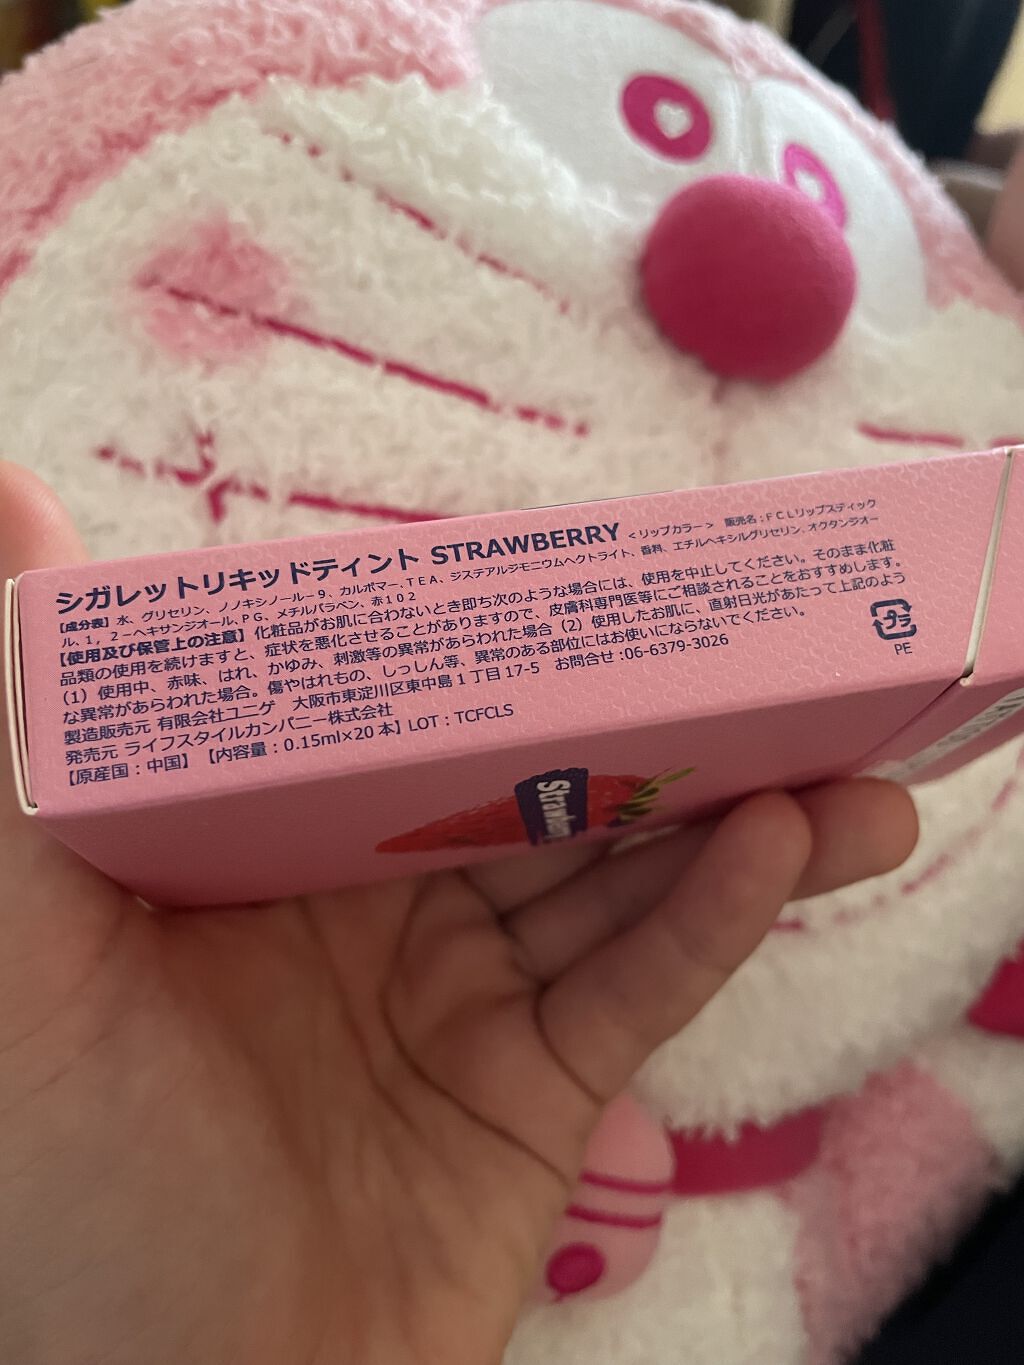 シガレットリキッドティント STRAWBERRY <リップカラー> 販売名:FCLリップスティック
【成分表】水、グリセリン、ノノキシノール-9、カルボマー、TEA、ジステアルジモニウムヘクトライト、香料、エチルヘキシルグリセリン、オクタンジオー
ル、1,2-ヘキサンジオール、PG、メチルパラベン、赤102
【使用及び保管上の注意】化粧品がお肌に合わないとき即ち次のような場合には、使用を中止してください。そのまま化粧
品類の使用を続けますと、症状を悪化させることがありますので、皮膚科専門医等にご相談されることをおすすめします。
(1)使用中、赤味、はれ、かゆみ、刺激等の異常があらわれた場合(2)使用したお肌に、直射日光があたって上記のよう
な異常があらわれた場合。傷やはれもの、しっしん等、異常のある部位にはお使いにならないでください。
製造販売元 有限会社ユニゲ 大阪市東淀川区東中島1丁目17-5 お問合せ:06-6379-3026
発売元 ライフスタイルカンパニー株式会社
【原産国:中国】【内容量:0.15ml×20本】LOT:TCFCLS
プラ
PE
Strawberry